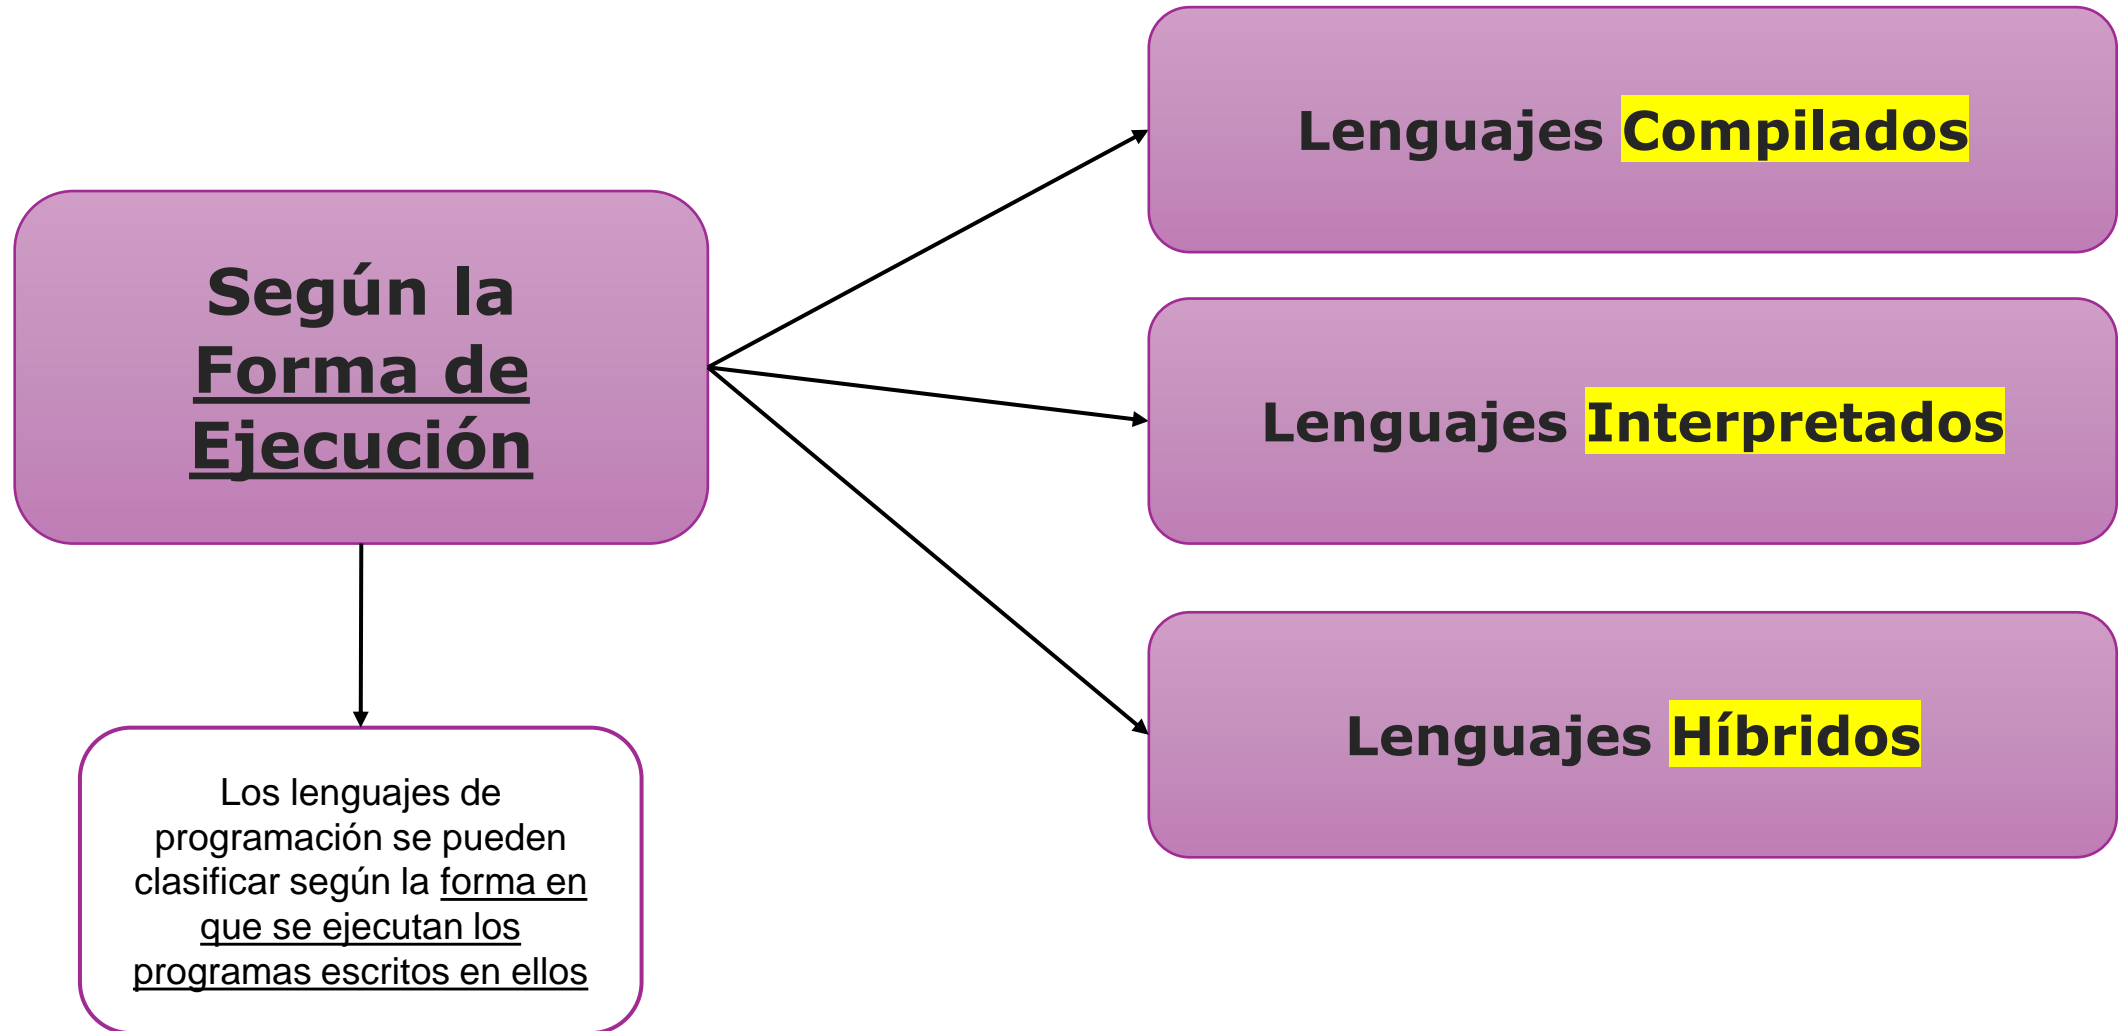 Según la
Forma de
Ejecución
Los lenguajes de
programación se pueden
clasificar según la forma en
que se ejecutan los
programas escritos en ellos
Lenguajes Compilados
Lenguajes Interpretados
Lenguajes Híbridos